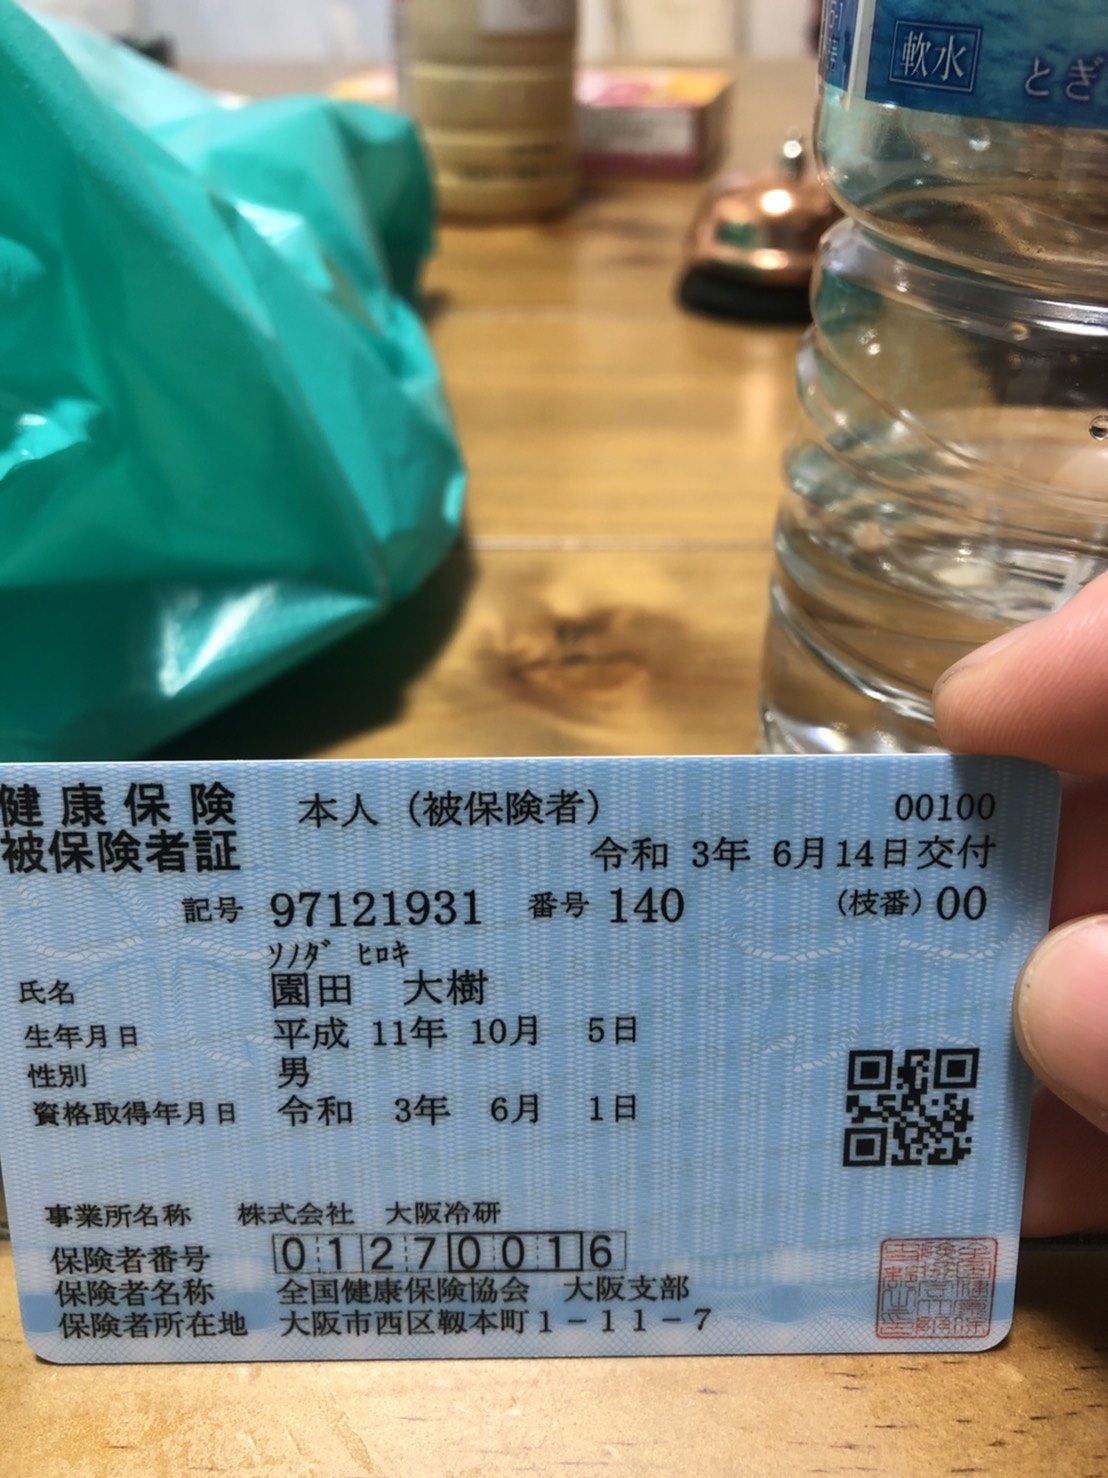 軟水
とぎ
健康保険 本人（被保険者） 00100
被保険者証 令和 3年 6月14日交付
記号 97121931 番号 140 (枝番) 00
ｿﾉﾀﾞ ﾋﾛｷ
氏名 園田 大樹
生年月日 平成 11年 10月 5日
性別 男
資格取得年月日 令和 3年 6月 1日
事業所名称 株式会社 大阪冷研
保険者番号 01270016
保険者名称 全国健康保険協会 大阪支部
保険者所在地 大阪市西区靱本町1－11－7